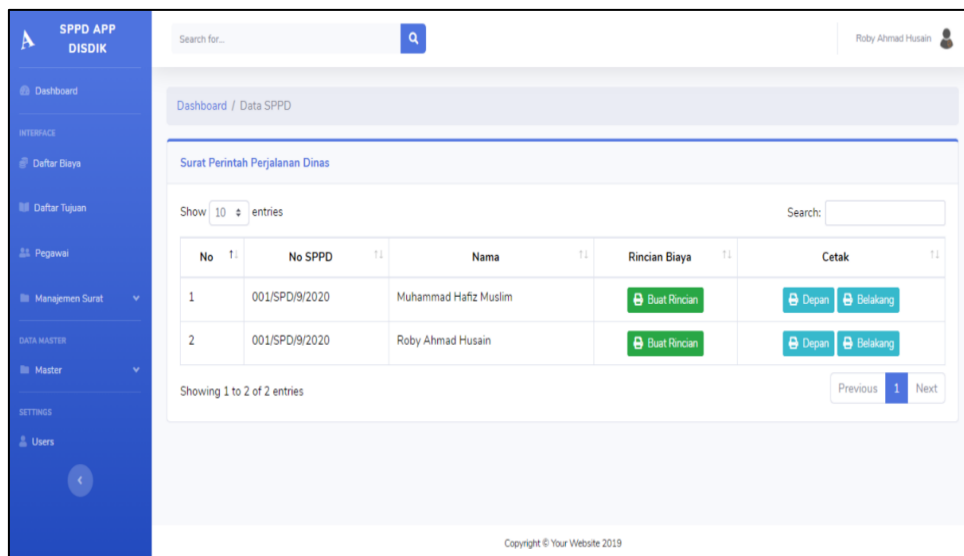 SPPD APP
DISDIK
Search for...
Roby Ahmad Husain
Dashboard
INTERFACE
Daftar Biaya
Daftar Tujuan
Pegawai
Manajemen Surat
DATA MASTER
Master
SETTINGS
Users
Dashboard / Data SPPD
Surat Perintah Perjalanan Dinas
Show 10 entries
Search:
No No SPPD Nama Rincian Biaya Cetak
1 001/SPD/9/2020 Muhammad Hafiz Muslim Buat Rincian Depan Belakang
2 001/SPD/9/2020 Roby Ahmad Husain Buat Rincian Depan Belakang
Showing 1 to 2 of 2 entries
Previous 1 Next
Copyright © Your Website 2019